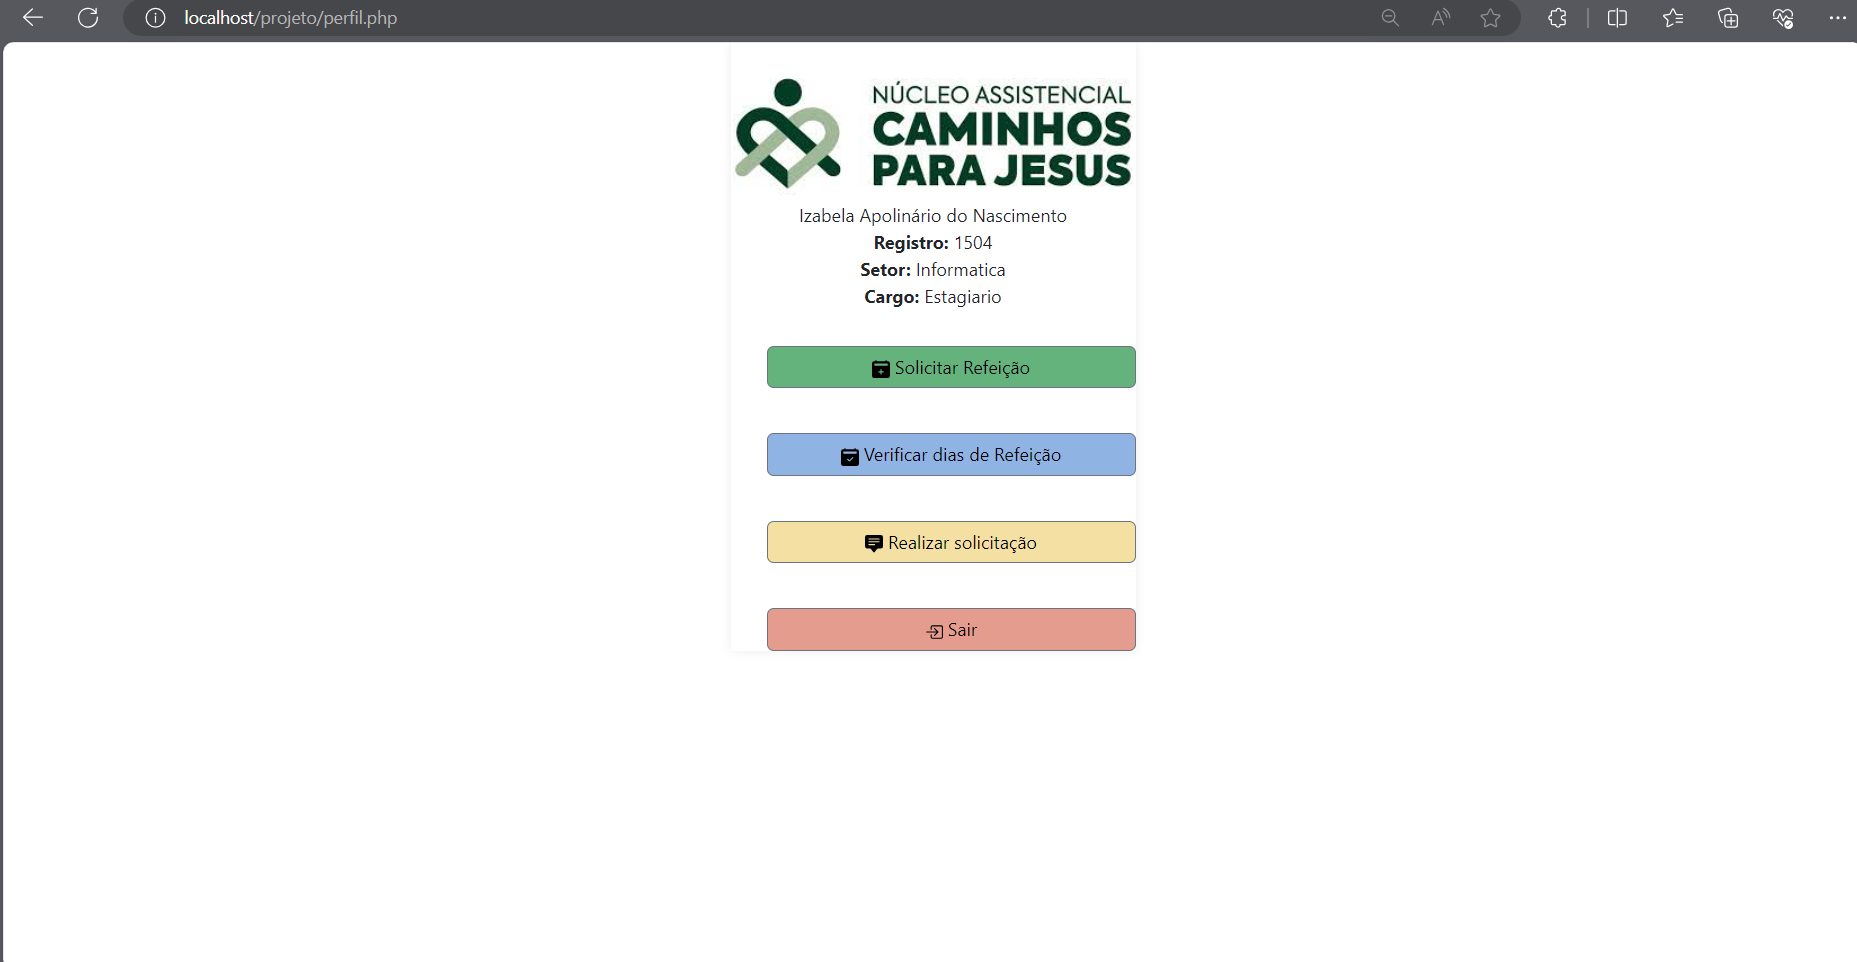 localhost/projeto/perfil.php
NÚCLEO ASSISTENCIAL
CAMINHOS
PARA JESUS
Izabela Apolinário do Nascimento
Registro: 1504
Setor: Informatica
Cargo: Estagiario
Solicitar Refeição
Verificar dias de Refeição
Realizar solicitação
Sair